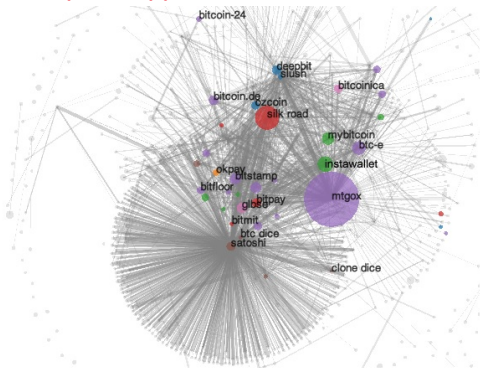 bitcoin-24
deepbit
slush
bitcoinica
bitcoin.de
czcoin
silk road
mybitcoin
btc-e
instawallet
okpay
bitstamp
bitfloor
mtgox
bitpay
bitmit
btc dice
satoshi
clone dice